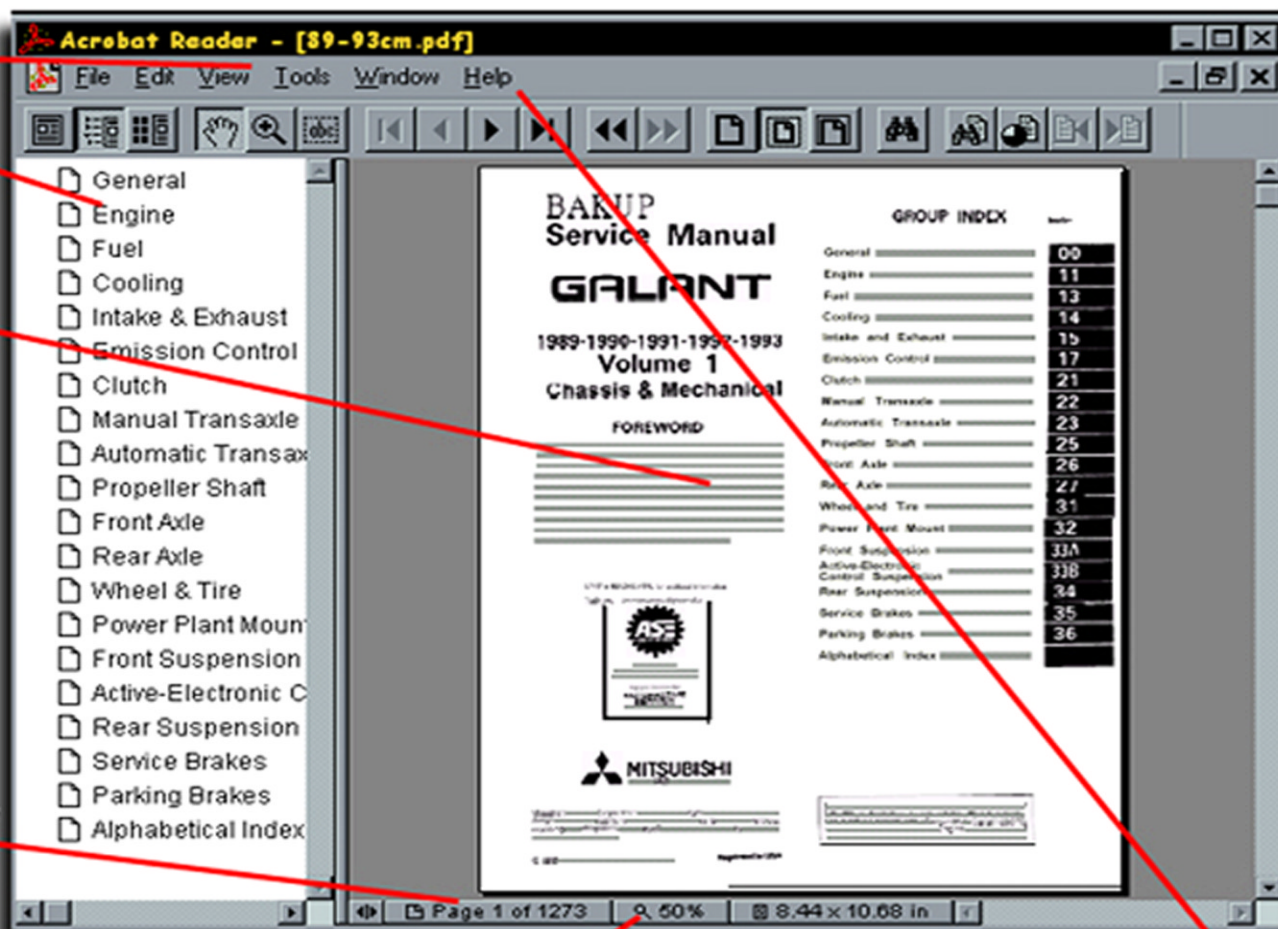 Acrobat Reader - [89-93cm.pdf]
File Edit View Tools Window Help
abc
General
Engine
Fuel
Cooling
Intake & Exhaust
Emission Control
Clutch
Manual Transaxle
Automatic Transax
Propeller Shaft
Front Axle
Rear Axle
Wheel & Tire
Power Plant Moun
Front Suspension
Active-Electronic C
Rear Suspension
Service Brakes
Parking Brakes
Alphabetical Index
BAKUP
Service Manual
GALANT
1989-1990-1991-1992-1993
Volume 1
Chassis & Mechanical
FOREWORD
ASE
MITSUBISHI
GROUP INDEX
General 00
Engine 11
Fuel 13
Cooling 14
Intake and Exhaust 15
Emission Control 17
Clutch 21
Manual Transaxle 22
Automatic Transaxle 23
Propeller Shaft 25
Front Axle 26
Rear Axle 27
Wheel and Tire 31
Power Plant Mount 32
Front Suspension 33A
Active-Electronic
Control Suspension 33B
Rear Suspension 34
Service Brakes 35
Parking Brakes 36
Alphabetical Index
Page 1 of 1273 50% 8.44 x 10.68 in